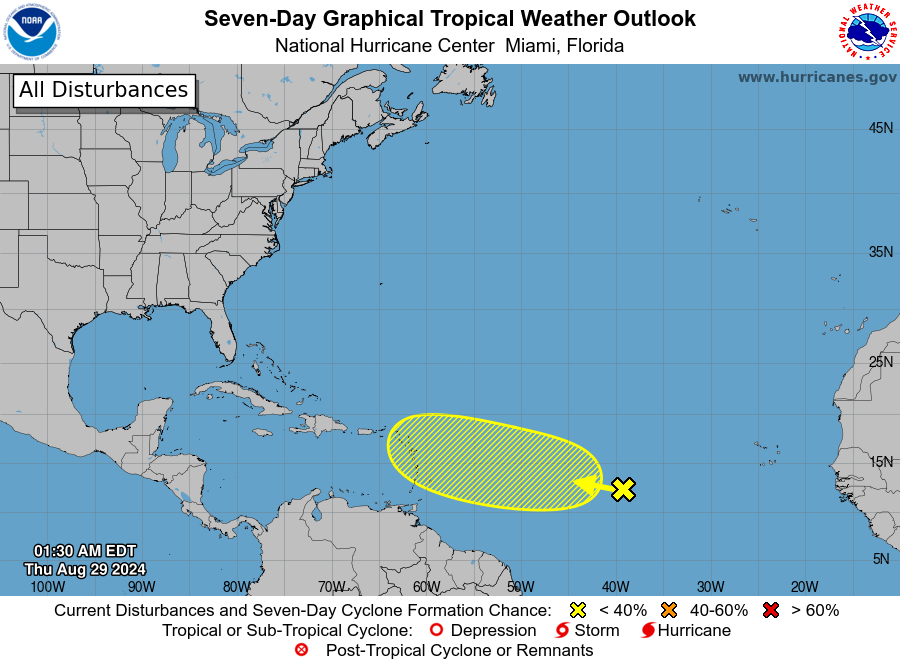 Seven-Day Graphical Tropical Weather Outlook
National Hurricane Center Miami, Florida
NOAA
NATIONAL WEATHER SERVICE
www.hurricanes.gov
All Disturbances
45N
35N
25N
15N
5N
01:30 AM EDT
Thu Aug 29 2024
100W 90W 80W 70W 60W 50W 40W 30W 20W
Current Disturbances and Seven-Day Cyclone Formation Chance: < 40% 40-60% > 60%
Tropical or Sub-Tropical Cyclone: Depression Storm Hurricane
Post-Tropical Cyclone or Remnants